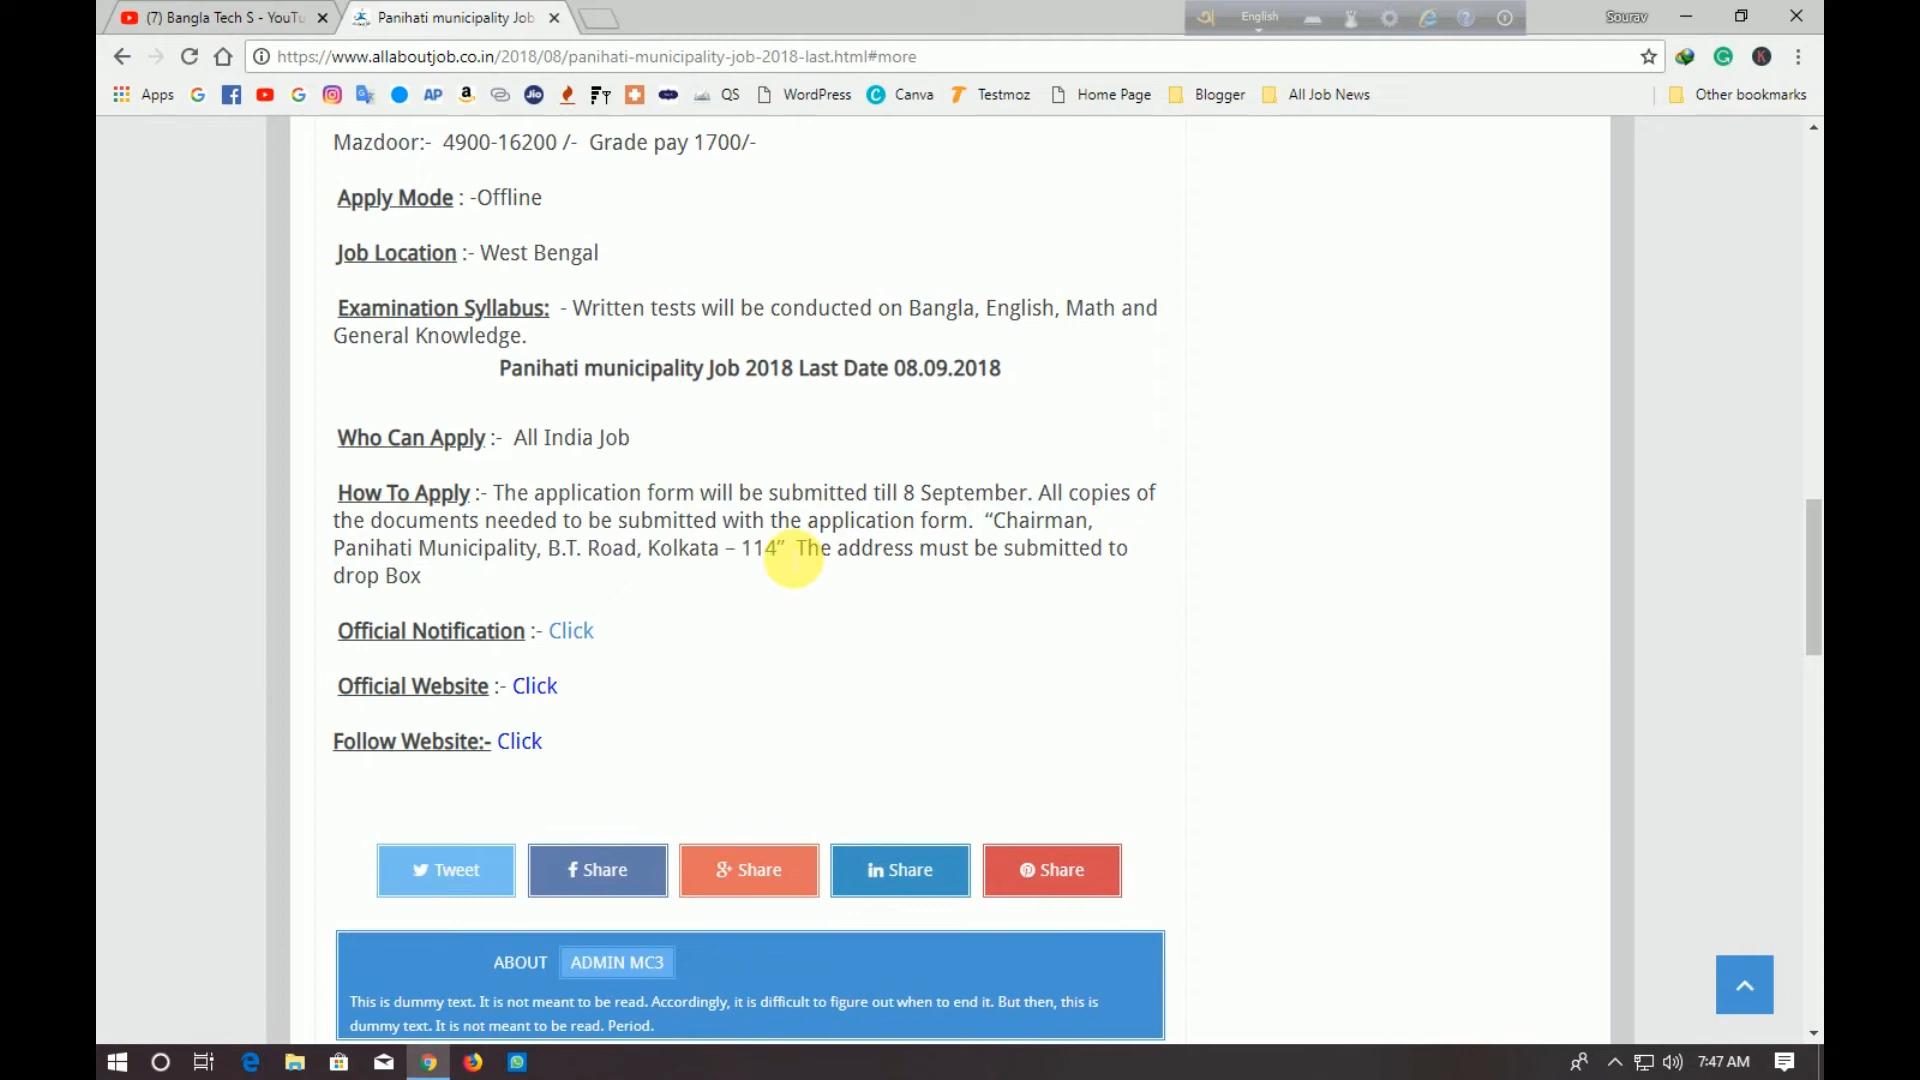 (7) Bangla Tech S - YouTu
Panihati municipality Job
English
Sourav
https://www.allaboutjob.co.in/2018/08/panihati-municipality-job-2018-last.html#more
Apps
AP
Jio
QS
WordPress
Canva
Testmoz
Home Page
Blogger
All Job News
Other bookmarks
Mazdoor:-  4900-16200 /-  Grade pay 1700/-
Apply Mode : -Offline
Job Location :- West Bengal
Examination Syllabus:  - Written tests will be conducted on Bangla, English, Math and
General Knowledge.
Panihati municipality Job 2018 Last Date 08.09.2018
Who Can Apply :-  All India Job
How To Apply :- The application form will be submitted till 8 September. All copies of
the documents needed to be submitted with the application form.  “Chairman,
Panihati Municipality, B.T. Road, Kolkata – 114”  The address must be submitted to
drop Box
Official Notification :- Click
Official Website :- Click
Follow Website:- Click
Tweet
Share
Share
in Share
Share
ABOUT ADMIN MC3
This is dummy text. It is not meant to be read. Accordingly, it is difficult to figure out when to end it. But then, this is
dummy text. It is not meant to be read. Period.
7:47 AM